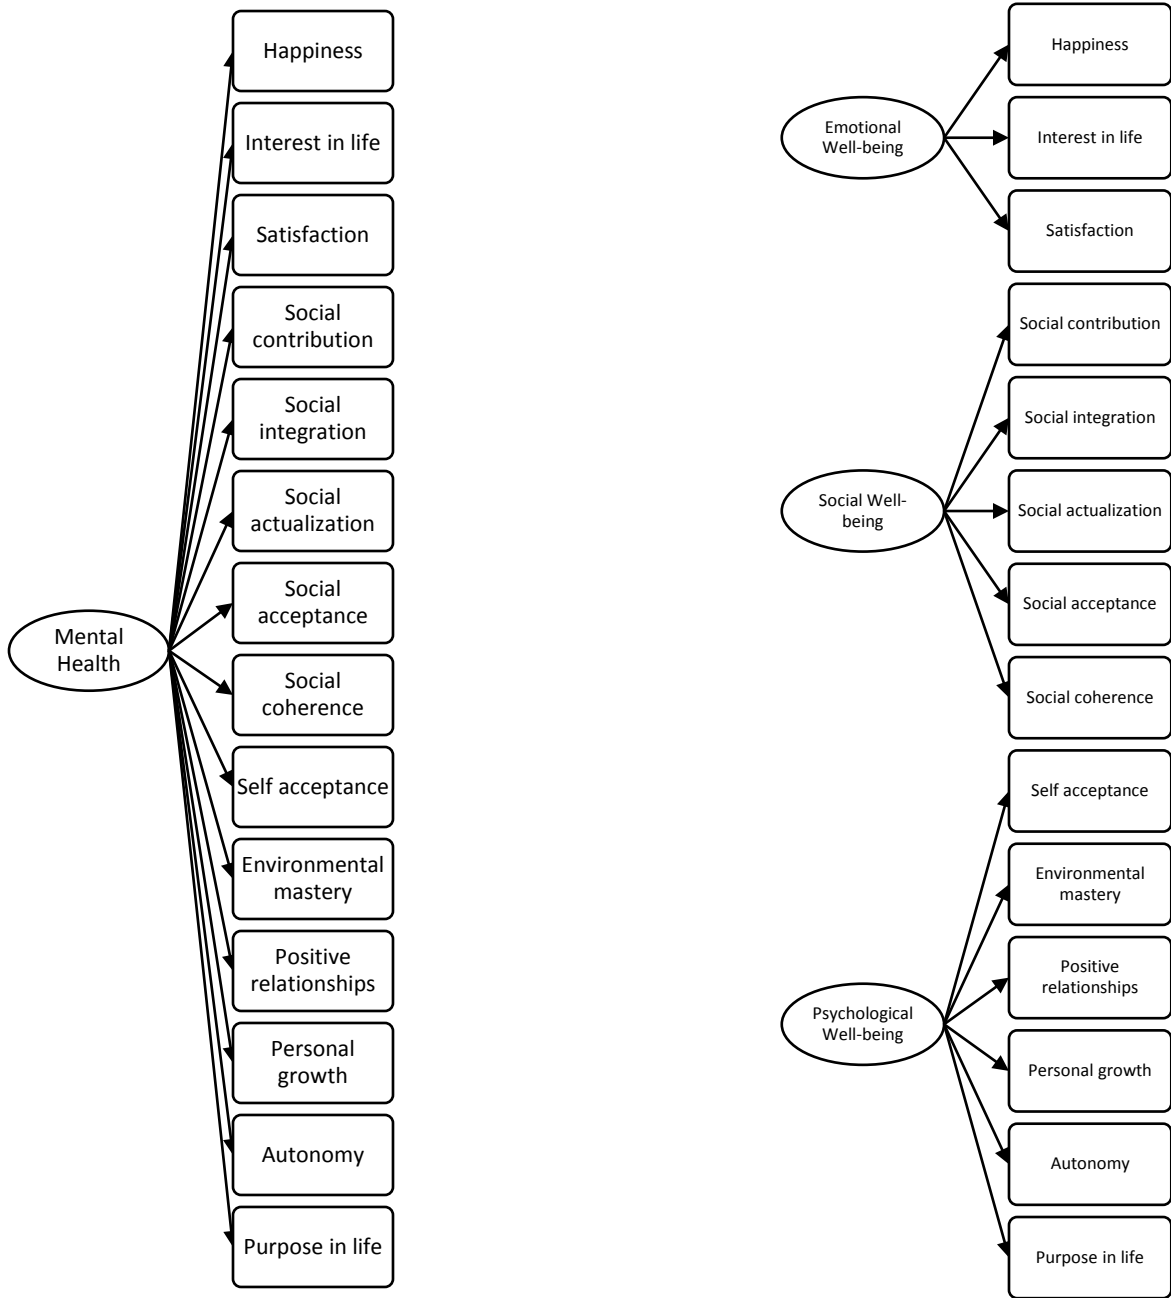 Happiness
Interest in life
Satisfaction
Social
contribution
Social
integration
Social
actualization
Social
acceptance
Mental
Health
Social
coherence
Self acceptance
Environmental
mastery
Positive
relationships
Personal
growth
Autonomy
Purpose in life
Emotional
Well-being
Happiness
Interest in life
Satisfaction
Social Well-
being
Social contribution
Social integration
Social actualization
Social acceptance
Social coherence
Psychological
Well-being
Self acceptance
Environmental
mastery
Positive
relationships
Personal growth
Autonomy
Purpose in life